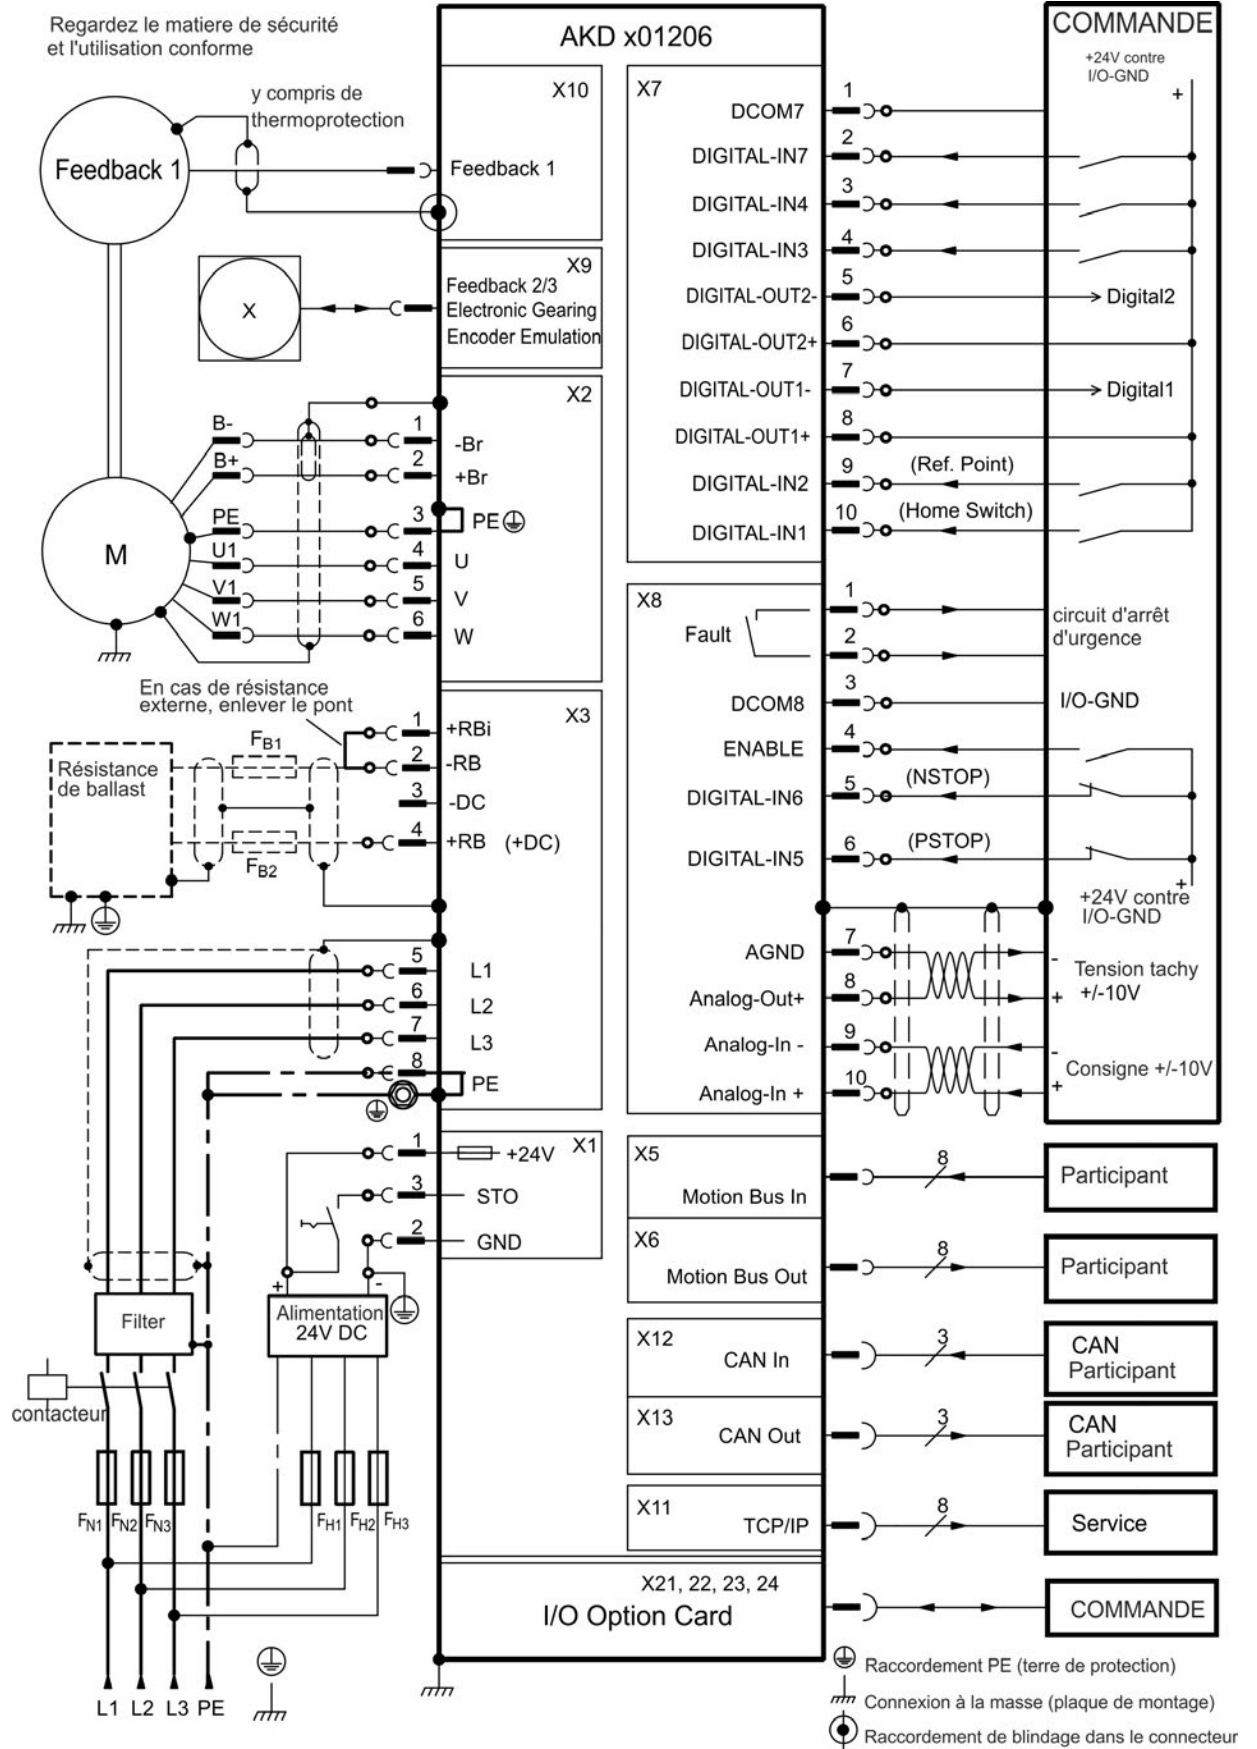 Regardez le matiere de sécurité
et l'utilisation conforme
AKD x01206
COMMANDE
+24V contre
I/O-GND
+
X10
y compris de
thermoprotection
Feedback 1
Feedback 1
X9
Feedback 2/3
Electronic Gearing
Encoder Emulation
X
X2
B-
1
-Br
B+
2
+Br
PE
3
PE
U1
4
U
V1
5
V
W1
6
W
M
En cas de résistance
externe, enlever le pont
X3
1
+RBi
FB1
2
-RB
Résistance
de ballast
3
-DC
4
+RB (+DC)
FB2
5
L1
6
L2
7
L3
8
PE
X1
1
+24V
3
STO
2
GND
+
-
Alimentation
24V DC
Filter
contacteur
FN1
FN2
FN3
FH1
FH2
FH3
L1
L2
L3
PE
X7
DCOM7
1
DIGITAL-IN7
2
DIGITAL-IN4
3
DIGITAL-IN3
4
DIGITAL-OUT2-
5
Digital2
DIGITAL-OUT2+
6
DIGITAL-OUT1-
7
Digital1
DIGITAL-OUT1+
8
DIGITAL-IN2
9
(Ref. Point)
DIGITAL-IN1
10
(Home Switch)
X8
Fault
1
2
circuit d'arrêt
d'urgence
DCOM8
3
I/O-GND
ENABLE
4
DIGITAL-IN6
5
(NSTOP)
DIGITAL-IN5
6
(PSTOP)
+
+24V contre
I/O-GND
AGND
7
-
Tension tachy
+/-10V
Analog-Out+
8
+
Analog-In -
9
-
Consigne +/-10V
Analog-In +
10
+
X5
Motion Bus In
8
Participant
X6
Motion Bus Out
8
Participant
X12
CAN In
3
CAN
Participant
X13
CAN Out
3
CAN
Participant
X11
TCP/IP
8
Service
X21, 22, 23, 24
I/O Option Card
COMMANDE
Raccordement PE (terre de protection)
Connexion à la masse (plaque de montage)
Raccordement de blindage dans le connecteur